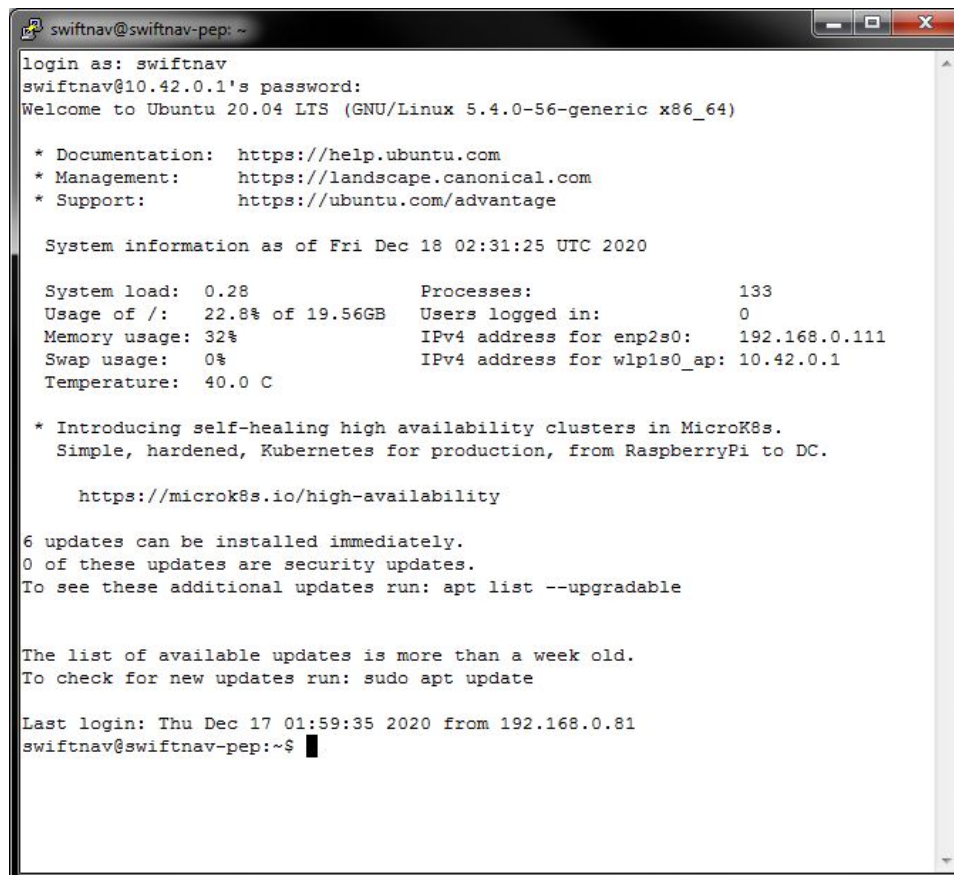 swiftnav@swiftnav-pep: ~
login as: swiftnav
swiftnav@10.42.0.1's password:
Welcome to Ubuntu 20.04 LTS (GNU/Linux 5.4.0-56-generic x86_64)
* Documentation:  https://help.ubuntu.com
* Management:     https://landscape.canonical.com
* Support:        https://ubuntu.com/advantage
System information as of Fri Dec 18 02:31:25 UTC 2020
System load:  0.28               Processes:                 133
Usage of /:   22.8% of 19.56GB   Users logged in:           0
Memory usage: 32%                IPv4 address for enp2s0:   192.168.0.111
Swap usage:   0%                 IPv4 address for wlp1s0_ap: 10.42.0.1
Temperature:  40.0 C
* Introducing self-healing high availability clusters in MicroK8s.
Simple, hardened, Kubernetes for production, from RaspberryPi to DC.
https://microk8s.io/high-availability
6 updates can be installed immediately.
0 of these updates are security updates.
To see these additional updates run: apt list --upgradable
The list of available updates is more than a week old.
To check for new updates run: sudo apt update
Last login: Thu Dec 17 01:59:35 2020 from 192.168.0.81
swiftnav@swiftnav-pep:~$